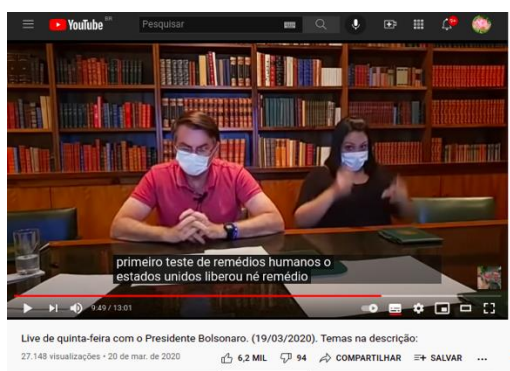 YouTube BR
Pesquisar
9+
primeiro teste de remédios humanos o
estados unidos liberou né remédio
9:49 / 13:01
Live de quinta-feira com o Presidente Bolsonaro. (19/03/2020). Temas na descrição:
27.148 visualizações • 20 de mar. de 2020 6,2 MIL 94 COMPARTILHAR SALVAR ...